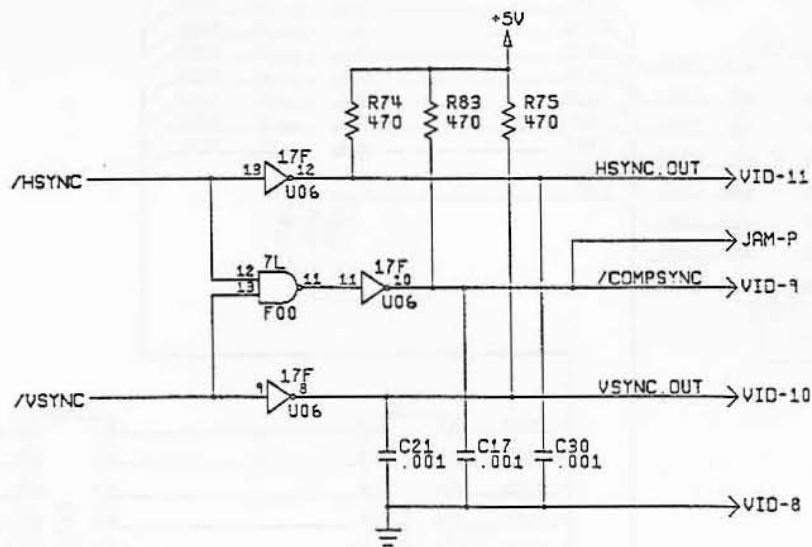 +5V
R74
470
R83
470
R75
470
/HSYNC
13
17F
12
U06
HSYNC.OUT
VID-11
JAM-P
12
13
7L
11
F00
11
17F
10
U06
/COMPSYNC
VID-9
/VSYNC
9
17F
8
U06
VSYNC.OUT
VID-10
C21
.001
C17
.001
C30
.001
VID-8